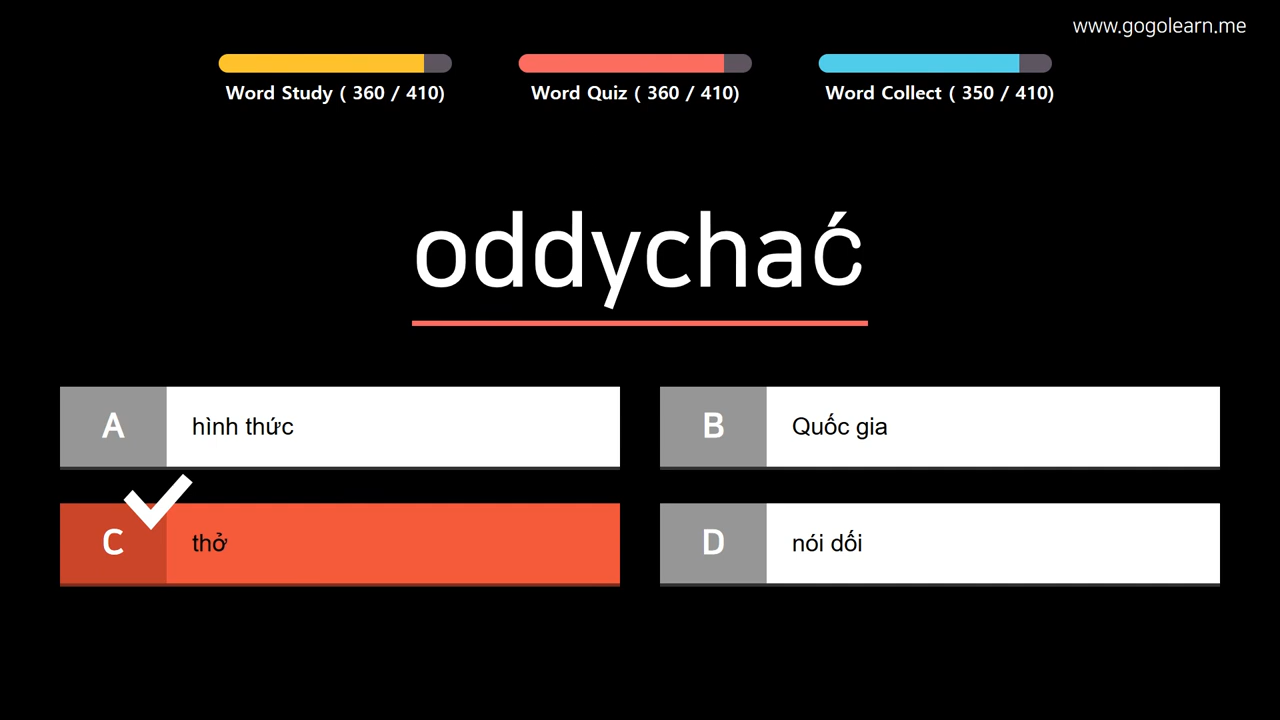 www.gogolearn.me
Word Study ( 360 / 410)
Word Quiz ( 360 / 410)
Word Collect ( 350 / 410)
oddychać
A
hình thức
B
Quốc gia
C
thở
D
nói dối